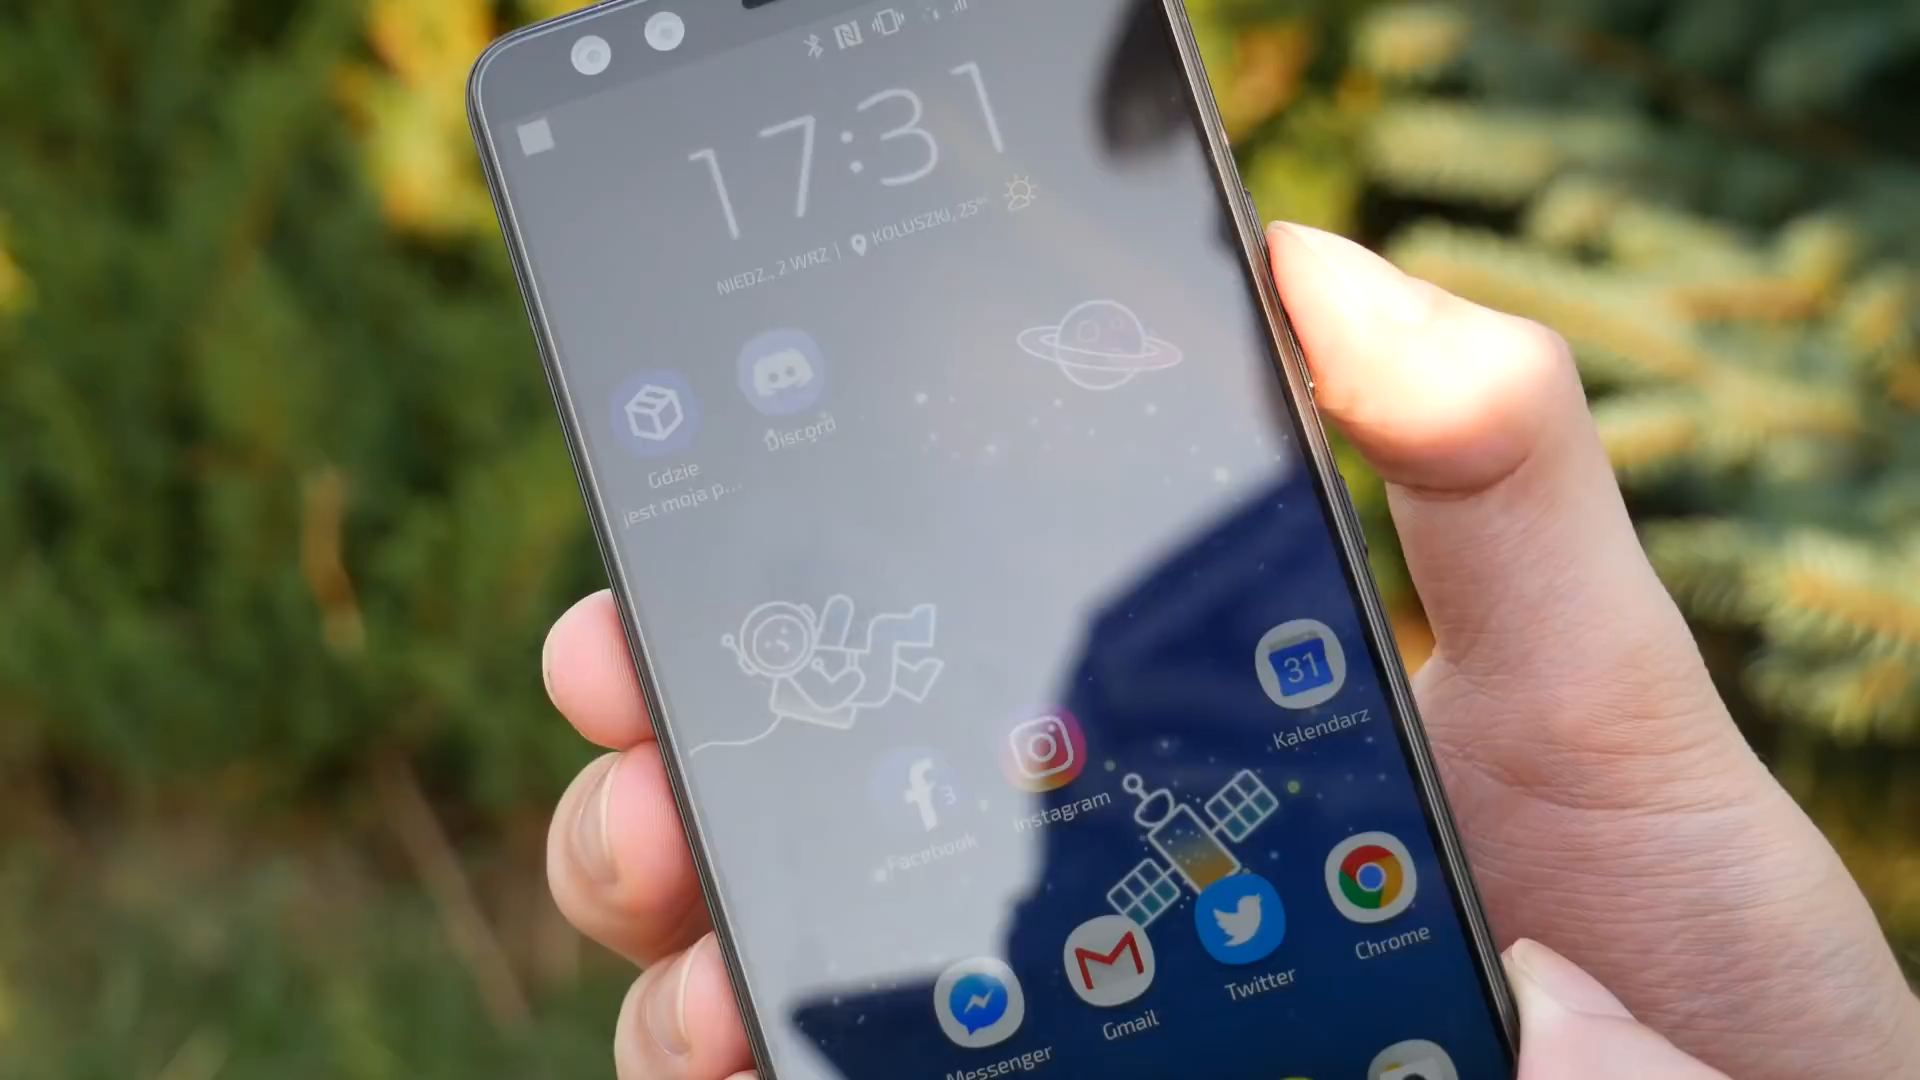 17:31
NIEDZ., 2 WRZ | KOLUSZKI, 25°
Gdzie
jest moja p...
Discord
31
Kalendarz
3
Facebook
Instagram
Messenger
Gmail
Twitter
Chrome